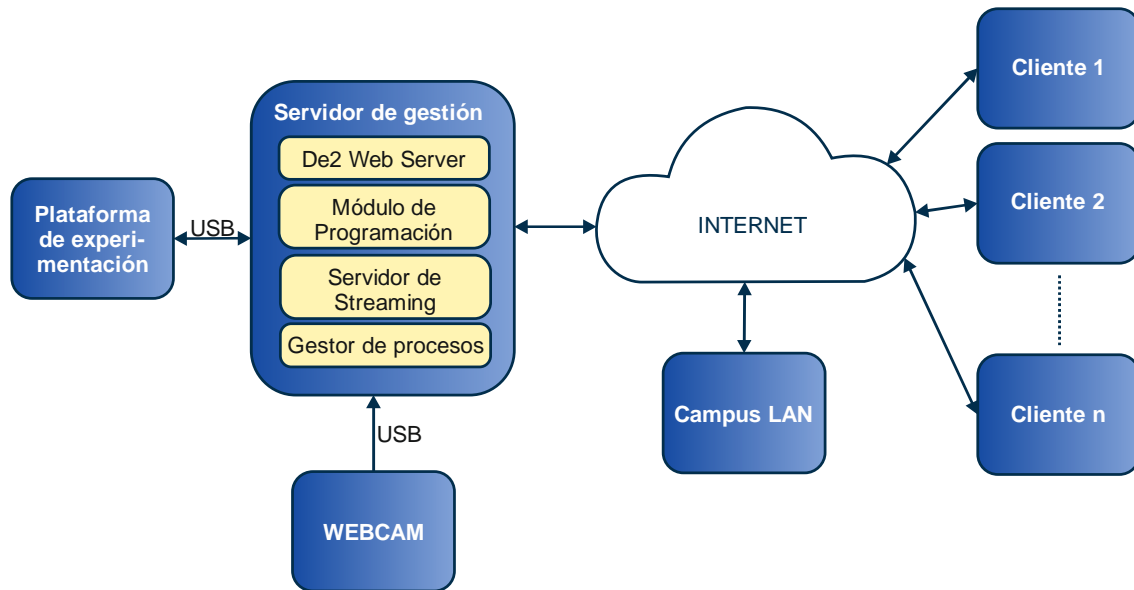 Plataforma
de experi-
mentación
USB
Servidor de gestión
De2 Web Server
Módulo de
Programación
Servidor de
Streaming
Gestor de procesos
USB
WEBCAM
INTERNET
Campus LAN
Cliente 1
Cliente 2
Cliente n